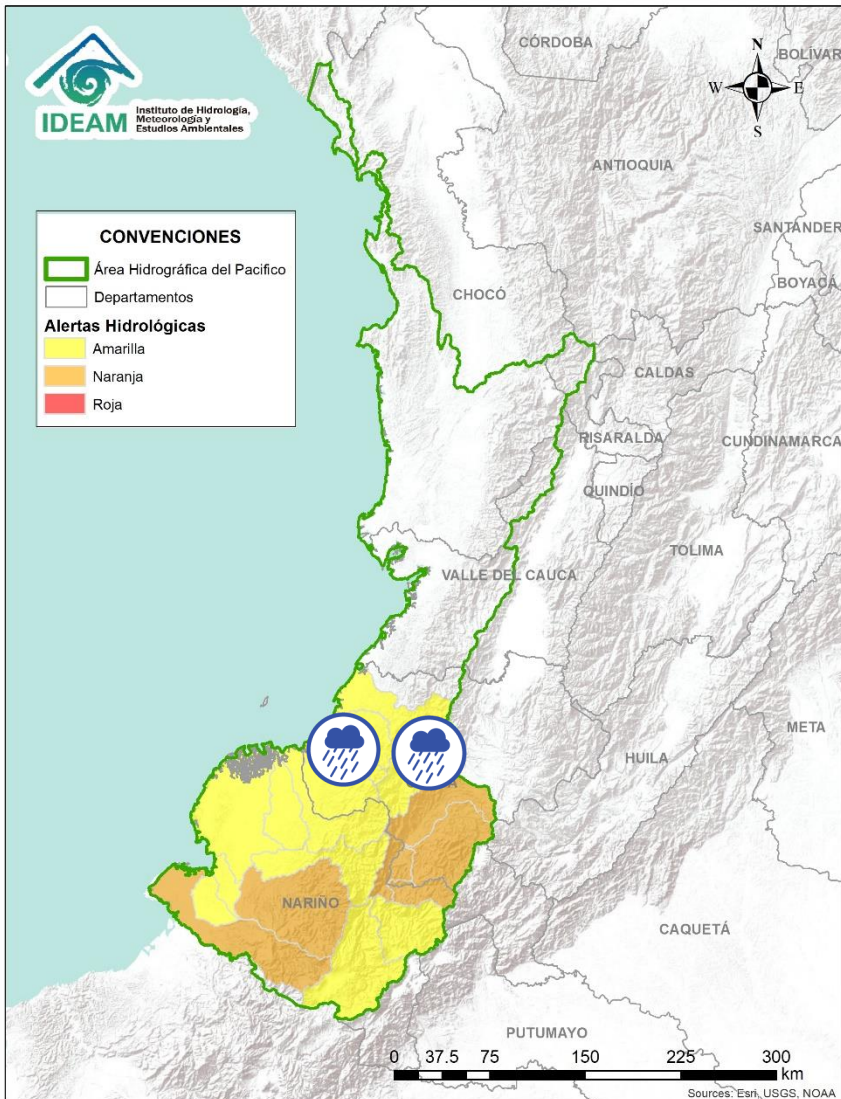 IDEAM
Instituto de Hidrología,
Meteorología y
Estudios Ambientales
CONVENCIONES
Área Hidrográfica del Pacifico
Departamentos
Alertas Hidrológicas
Amarilla
Naranja
Roja
N
W
E
S
CÓRDOBA
BOLÍVAR
ANTIOQUIA
SANTANDER
BOYACÁ
CHOCÓ
CALDAS
RISARALDA
CUNDINAMARCA
QUINDÍO
TOLIMA
VALLE DEL CAUCA
META
HUILA
NARIÑO
CAQUETÁ
PUTUMAYO
0 37.5 75 150 225 300
km
Sources: Esri, USGS, NOAA